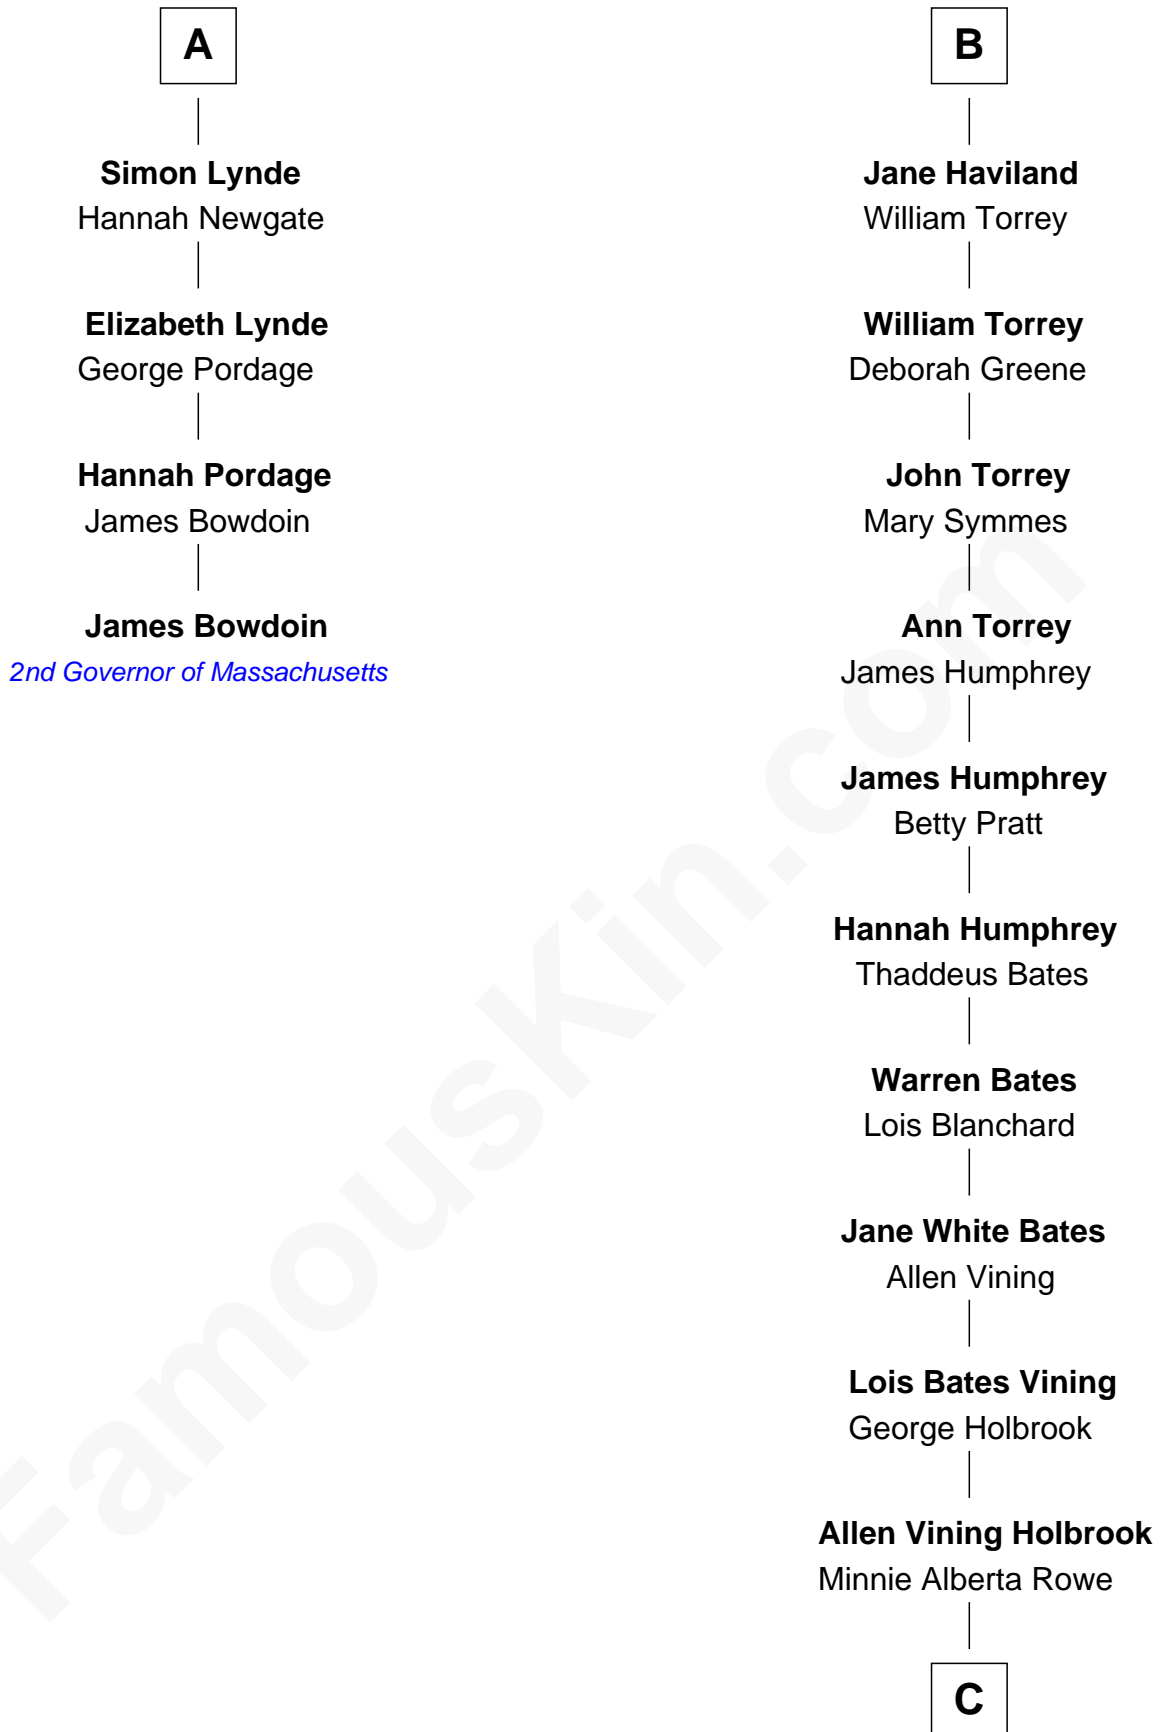 A
Simon Lynde
Hannah Newgate
Elizabeth Lynde
George Pordage
Hannah Pordage
James Bowdoin
James Bowdoin
2nd Governor of Massachusetts
B
Jane Haviland
William Torrey
William Torrey
Deborah Greene
John Torrey
Mary Symmes
Ann Torrey
James Humphrey
James Humphrey
Betty Pratt
Hannah Humphrey
Thaddeus Bates
Warren Bates
Lois Blanchard
Jane White Bates
Allen Vining
Lois Bates Vining
George Holbrook
Allen Vining Holbrook
Minnie Alberta Rowe
C
FamousKin.com